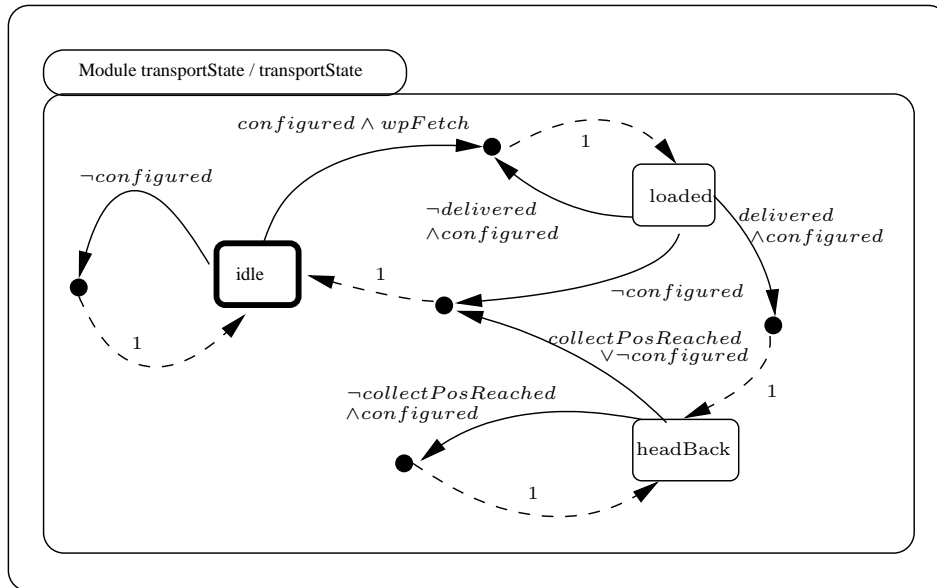 Module transportState / transportState
configured ∧ wpFetch
1
¬configured
loaded
¬delivered
∧configured
delivered
∧configured
idle
1
¬configured
1
collectPosReached
∨¬configured
¬collectPosReached
∧configured
1
headBack
1